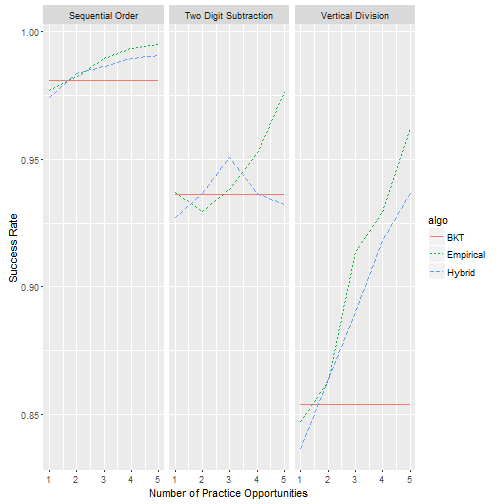 Sequential Order
Two Digit Subtraction
Vertical Division
1.00
0.95
0.90
0.85
Success Rate
1 2 3 4 5
1 2 3 4 5
1 2 3 4 5
Number of Practice Opportunities
algo
BKT
Empirical
Hybrid